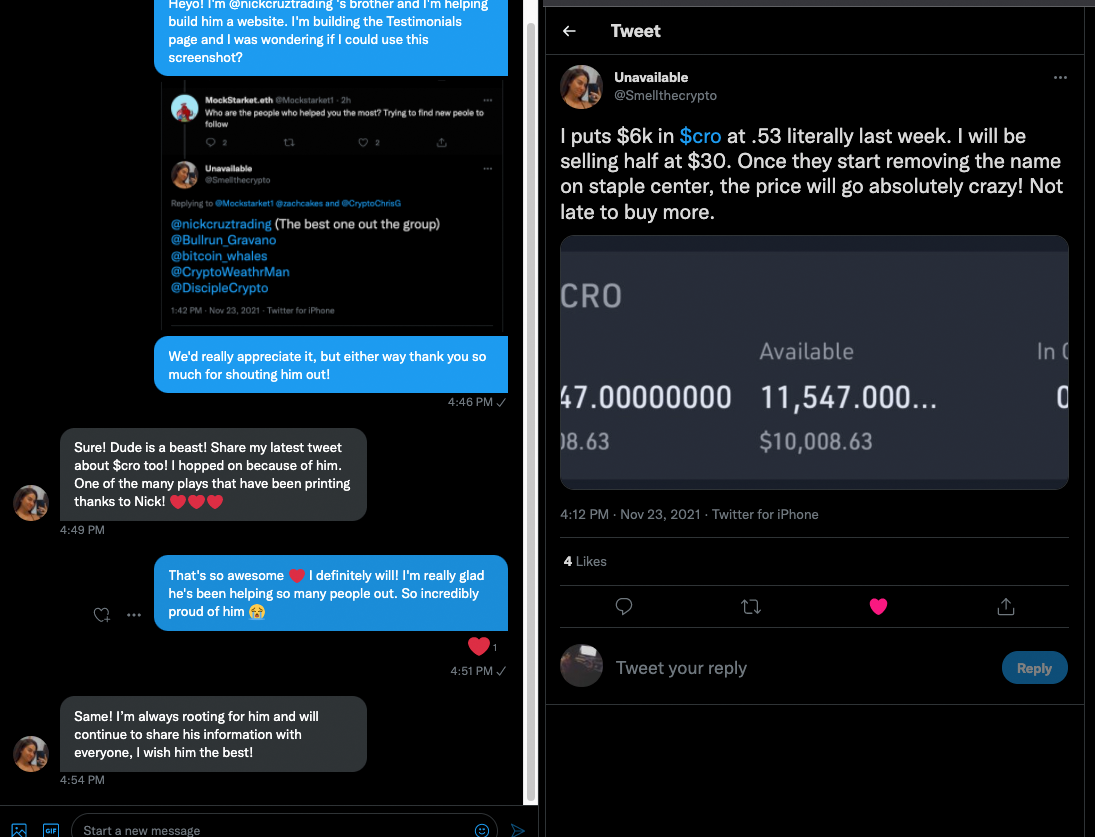 Heyo! I'm @nickcruztrading 's brother and I'm helping
build him a website. I'm building the Testimonials
page and I was wondering if I could use this
screenshot?
MockStarket.eth @Mockstarket1 · 2h
Who are the people who helped you the most? Trying to find new peole to
follow
2
2
Unavailable
@Smellthecrypto
Replying to @Mockstarket1 @zachcakes and @CryptoChrisG
@nickcruztrading (The best one out the group)
@Bullrun_Gravano
@bitcoin_whales
@CryptoWeathrMan
@DiscipleCrypto
1:42 PM · Nov 23, 2021 · Twitter for iPhone
We'd really appreciate it, but either way thank you so
much for shouting him out!
4:46 PM ✓
Sure! Dude is a beast! Share my latest tweet
about $cro too! I hopped on because of him.
One of the many plays that have been printing
thanks to Nick! ❤️❤️❤️
4:49 PM
That's so awesome ❤️ I definitely will! I'm really glad
he's been helping so many people out. So incredibly
proud of him 😭
❤️ 1
4:51 PM ✓
Same! I'm always rooting for him and will
continue to share his information with
everyone, I wish him the best!
4:54 PM
GIF
Start a new message
Tweet
Unavailable
@Smellthecrypto
I puts $6k in $cro at .53 literally last week. I will be
selling half at $30. Once they start removing the name
on staple center, the price will go absolutely crazy! Not
late to buy more.
CRO
Available
In
47.00000000
11,547.000...
0
08.63
$10,008.63
4:12 PM · Nov 23, 2021 · Twitter for iPhone
4 Likes
Tweet your reply
Reply